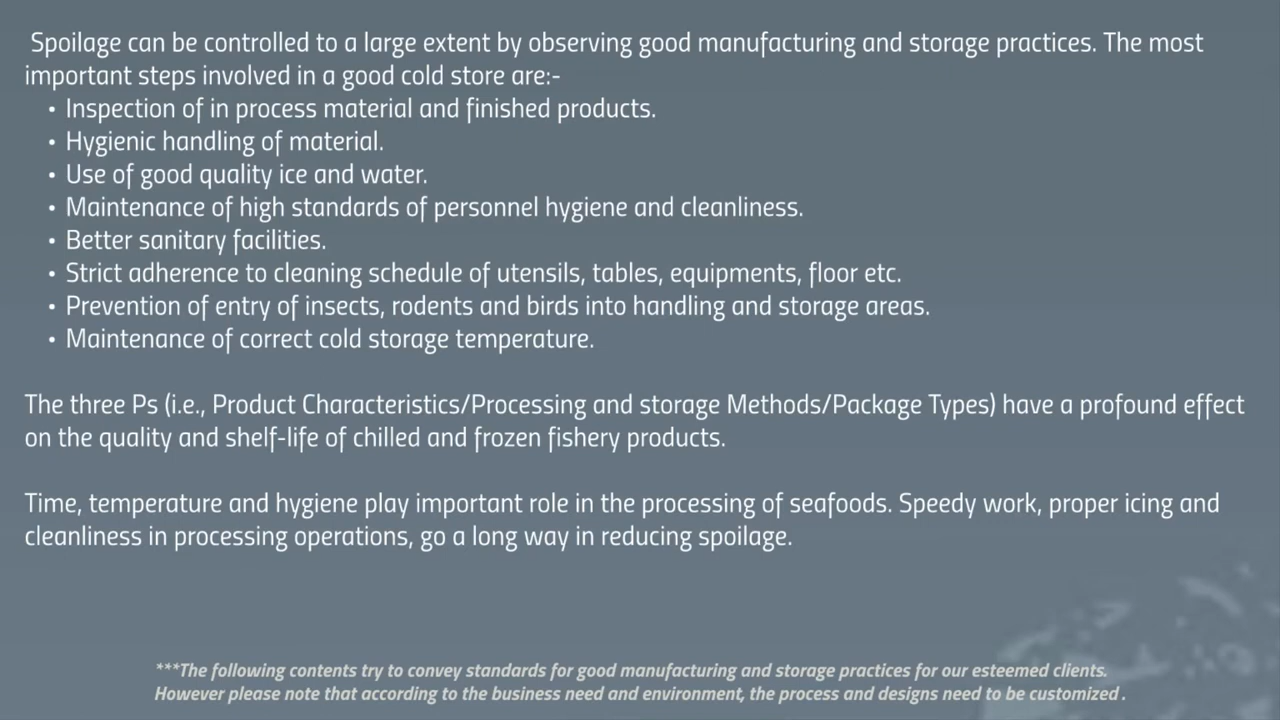 Spoilage can be controlled to a large extent by observing good manufacturing and storage practices. The most
important steps involved in a good cold store are:-
• Inspection of in process material and finished products.
• Hygienic handling of material.
• Use of good quality ice and water.
• Maintenance of high standards of personnel hygiene and cleanliness.
• Better sanitary facilities.
• Strict adherence to cleaning schedule of utensils, tables, equipments, floor etc.
• Prevention of entry of insects, rodents and birds into handling and storage areas.
• Maintenance of correct cold storage temperature.
The three Ps (i.e., Product Characteristics/Processing and storage Methods/Package Types) have a profound effect
on the quality and shelf-life of chilled and frozen fishery products.
Time, temperature and hygiene play important role in the processing of seafoods. Speedy work, proper icing and
cleanliness in processing operations, go a long way in reducing spoilage.
***The following contents try to convey standards for good manufacturing and storage practices for our esteemed clients.
However please note that according to the business need and environment, the process and designs need to be customized .